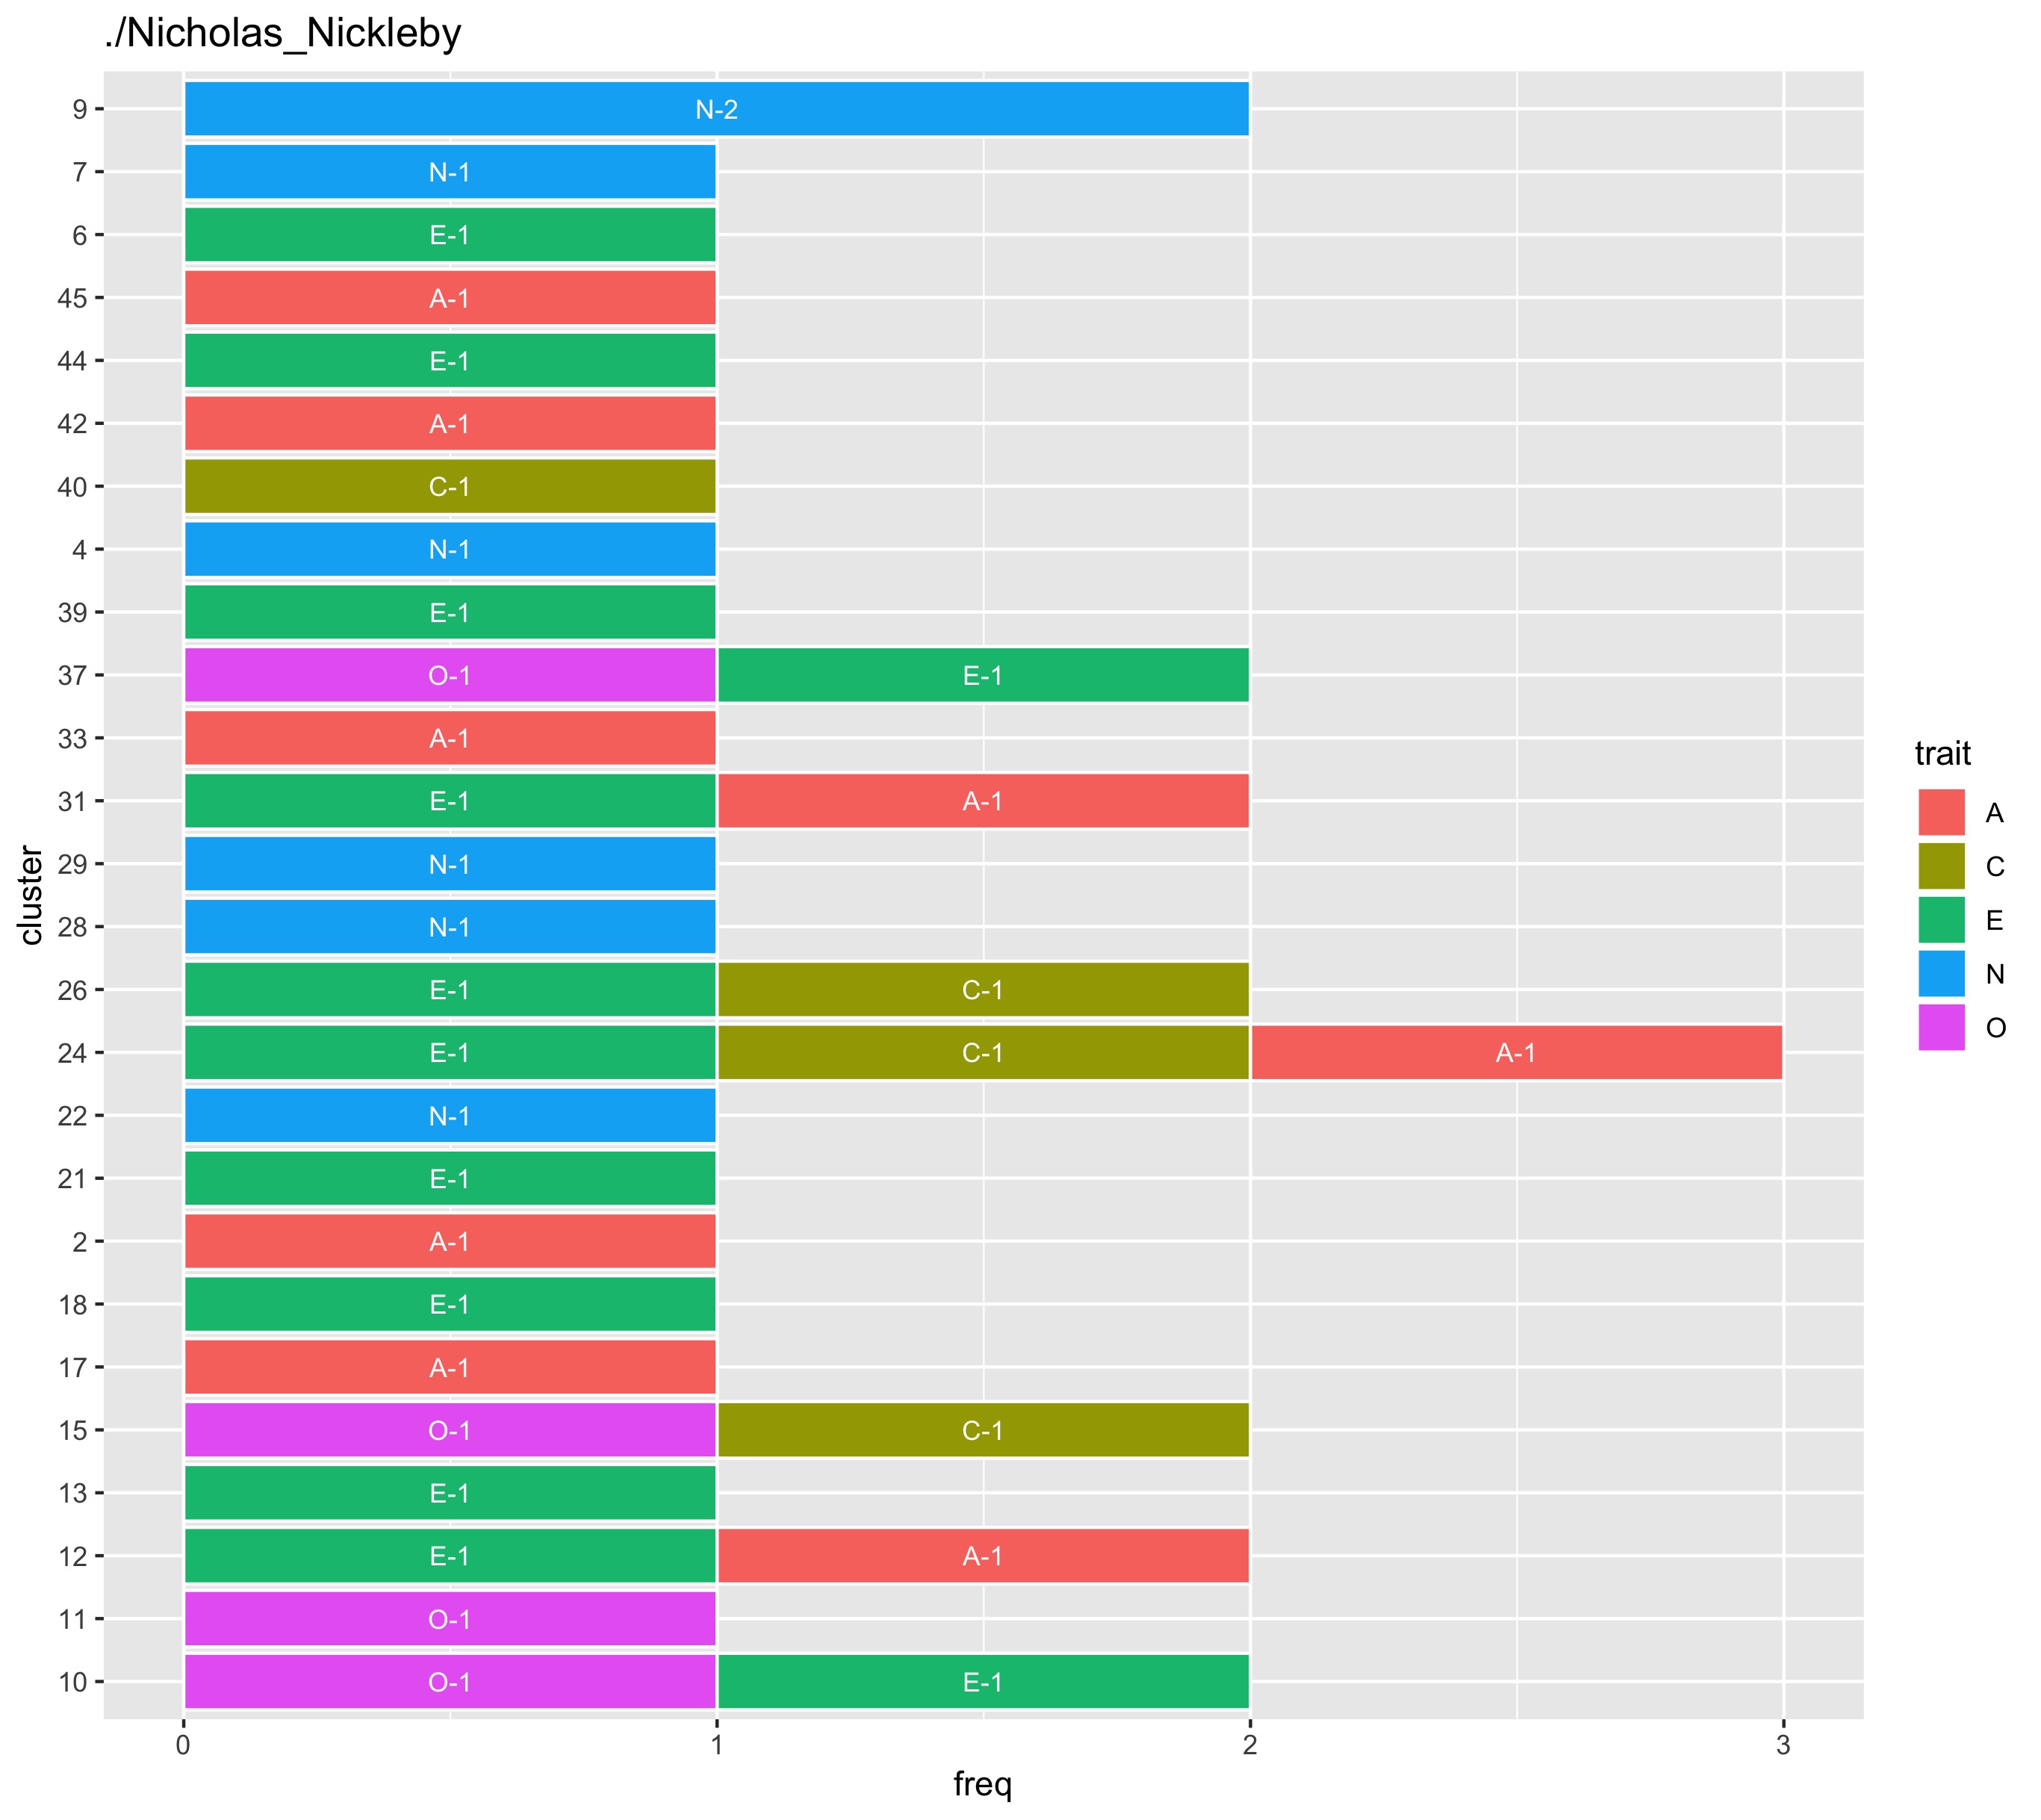 ./Nicholas_Nickleby
9 N-2
7 N-1
6 E-1
45 A-1
44 E-1
42 A-1
40 C-1
4 N-1
39 E-1
37 O-1 E-1
33 A-1
31 E-1 A-1
29 N-1
28 N-1
26 E-1 C-1
24 E-1 C-1 A-1
22 N-1
21 E-1
2 A-1
18 E-1
17 A-1
15 O-1 C-1
13 E-1
12 E-1 A-1
11 O-1
10 O-1 E-1
0 1 2 3
freq
cluster
trait
A
C
E
N
O